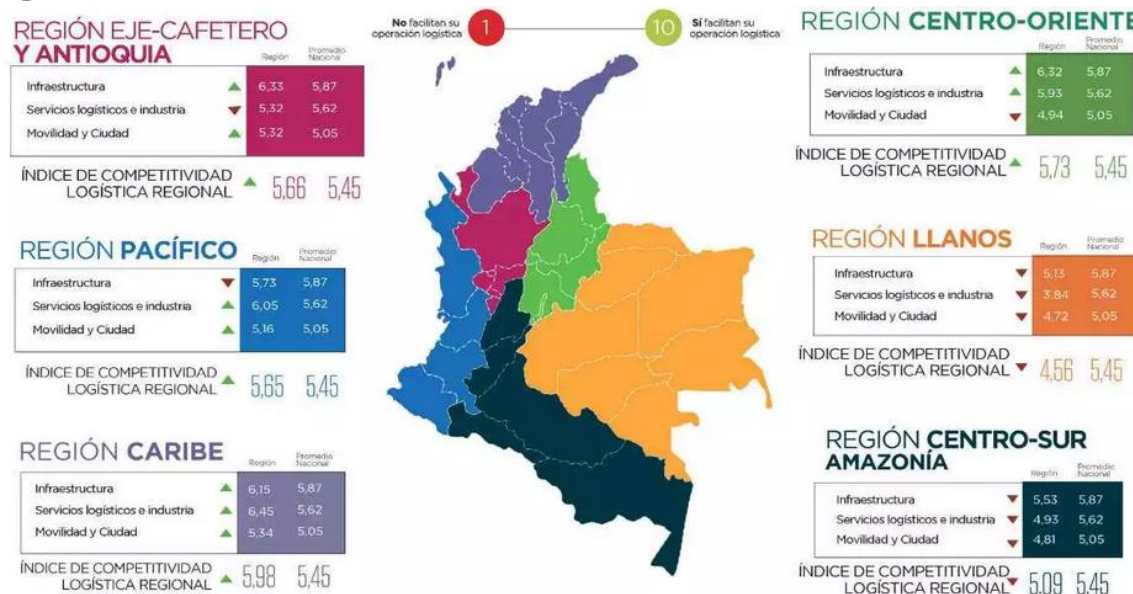 REGIÓN EJE-CAFETERO
Y ANTIOQUIA
Región Promedio Nacional
Infraestructura 6,33 5,87
Servicios logísticos e industria 5,32 5,62
Movilidad y Ciudad 5,32 5,05
ÍNDICE DE COMPETITIVIDAD
LOGÍSTICA REGIONAL 5,66 5,45
REGIÓN PACÍFICO
Región Promedio Nacional
Infraestructura 5,73 5,87
Servicios logísticos e industria 6,05 5,62
Movilidad y Ciudad 5,16 5,05
ÍNDICE DE COMPETITIVIDAD
LOGÍSTICA REGIONAL 5,65 5,45
REGIÓN CARIBE
Región Promedio Nacional
Infraestructura 6,15 5,87
Servicios logísticos e industria 6,45 5,62
Movilidad y Ciudad 5,34 5,05
ÍNDICE DE COMPETITIVIDAD
LOGÍSTICA REGIONAL 5,98 5,45
No facilitan su
operación logística
1
10
Sí facilitan su
operación logística
REGIÓN CENTRO-ORIENTE
Región Promedio Nacional
Infraestructura 6,32 5,87
Servicios logísticos e industria 5,93 5,62
Movilidad y Ciudad 4,94 5,05
ÍNDICE DE COMPETITIVIDAD
LOGÍSTICA REGIONAL 5,73 5,45
REGIÓN LLANOS
Región Promedio Nacional
Infraestructura 5,13 5,87
Servicios logísticos e industria 3,84 5,62
Movilidad y Ciudad 4,72 5,05
ÍNDICE DE COMPETITIVIDAD
LOGÍSTICA REGIONAL 4,56 5,45
REGIÓN CENTRO-SUR
AMAZONÍA
Región Promedio Nacional
Infraestructura 5,53 5,87
Servicios logísticos e industria 4,93 5,62
Movilidad y Ciudad 4,81 5,05
ÍNDICE DE COMPETITIVIDAD
LOGÍSTICA REGIONAL 5,09 5,45